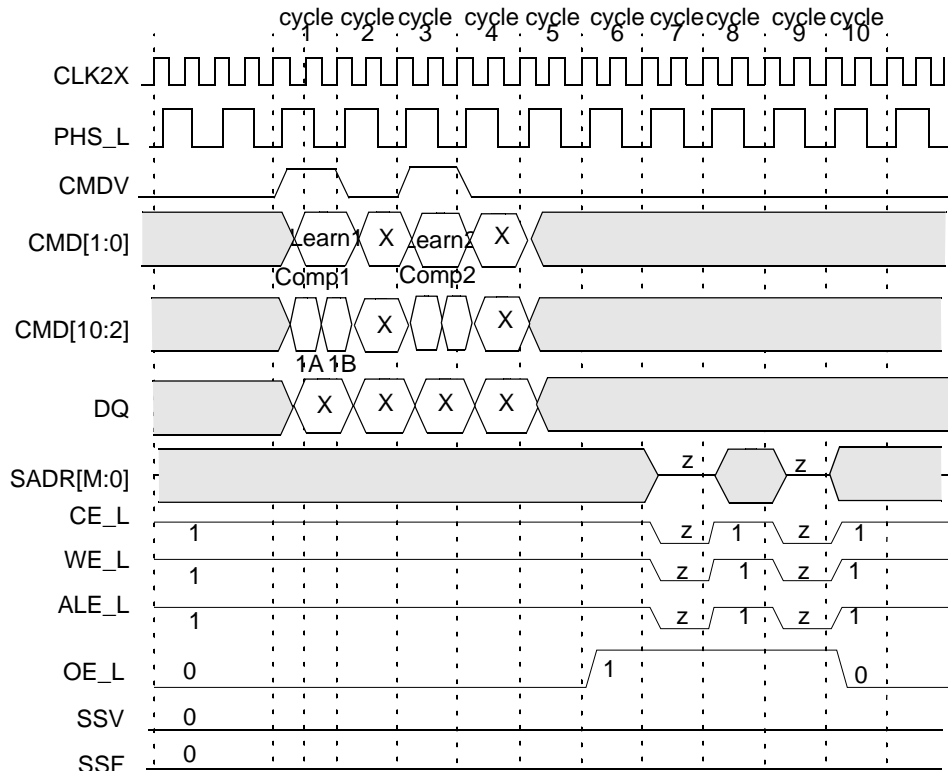 cycle cycle cycle cycle cycle cycle cycle cycle cycle cycle
1 2 3 4 5 6 7 8 9 10
CLK2X
PHS_L
CMDV
CMD[1:0] Learn1 X Learn2 X
Comp1 Comp2
CMD[10:2] X X
1A 1B
DQ X X X X
SADR[M:0] z z
CE_L 1 z 1 z 1
WE_L 1 z 1 z 1
ALE_L 1 z 1 z 1
OE_L 0 1 0
SSV 0
SSF 0